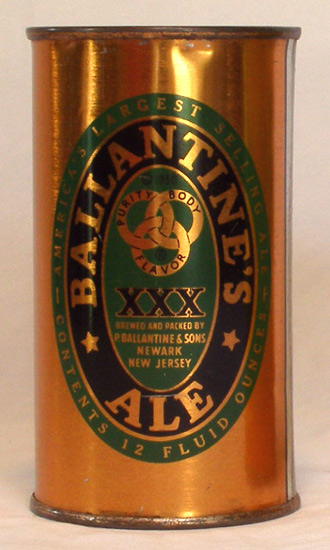 AMERICA'S LARGEST SELLING ALE
BALLANTINE'S
PURITY BODY
FLAVOR
XXX
BREWED AND PACKED BY
P. BALLANTINE & SONS
NEWARK
NEW JERSEY
ALE
CONTENTS 12 FLUID OUNCES